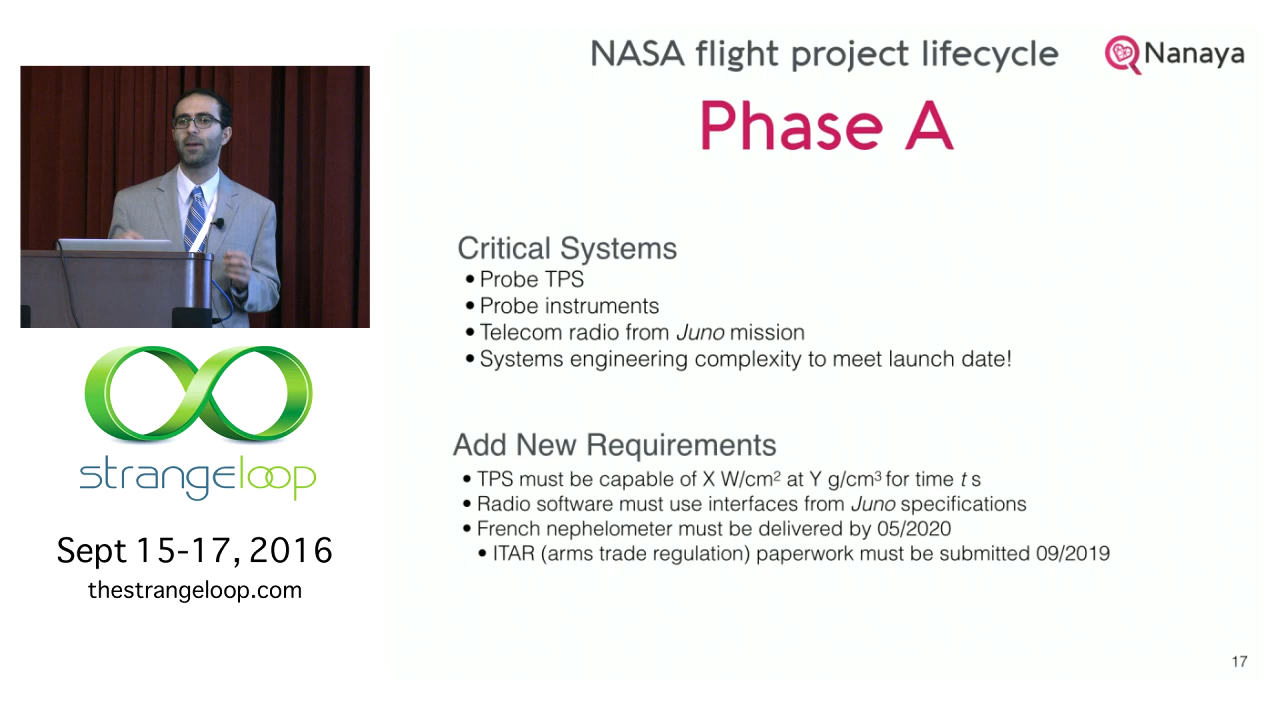 NASA flight project lifecycle
Nanaya
Phase A
Critical Systems
• Probe TPS
• Probe instruments
• Telecom radio from Juno mission
• Systems engineering complexity to meet launch date!
Add New Requirements
• TPS must be capable of X W/cm² at Y g/cm³ for time t s
• Radio software must use interfaces from Juno specifications
• French nephelometer must be delivered by 05/2020
• ITAR (arms trade regulation) paperwork must be submitted 09/2019
17
strangeloop
Sept 15-17, 2016
thestrangeloop.com